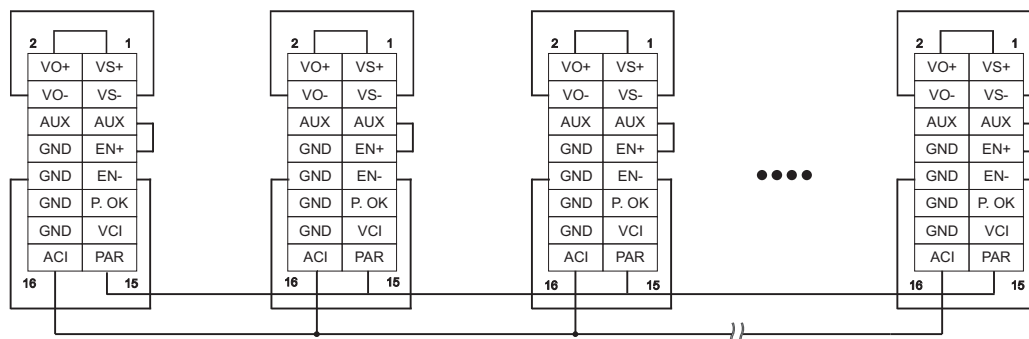 2 1
VO+ VS+
VO- VS-
AUX AUX
GND EN+
GND EN-
GND P. OK
GND VCI
ACI PAR
16 15
2 1
VO+ VS+
VO- VS-
AUX AUX
GND EN+
GND EN-
GND P. OK
GND VCI
ACI PAR
16 15
2 1
VO+ VS+
VO- VS-
AUX AUX
GND EN+
GND EN-
GND P. OK
GND VCI
ACI PAR
16 15
2 1
VO+ VS+
VO- VS-
AUX AUX
GND EN+
GND EN-
GND P. OK
GND VCI
ACI PAR
16 15